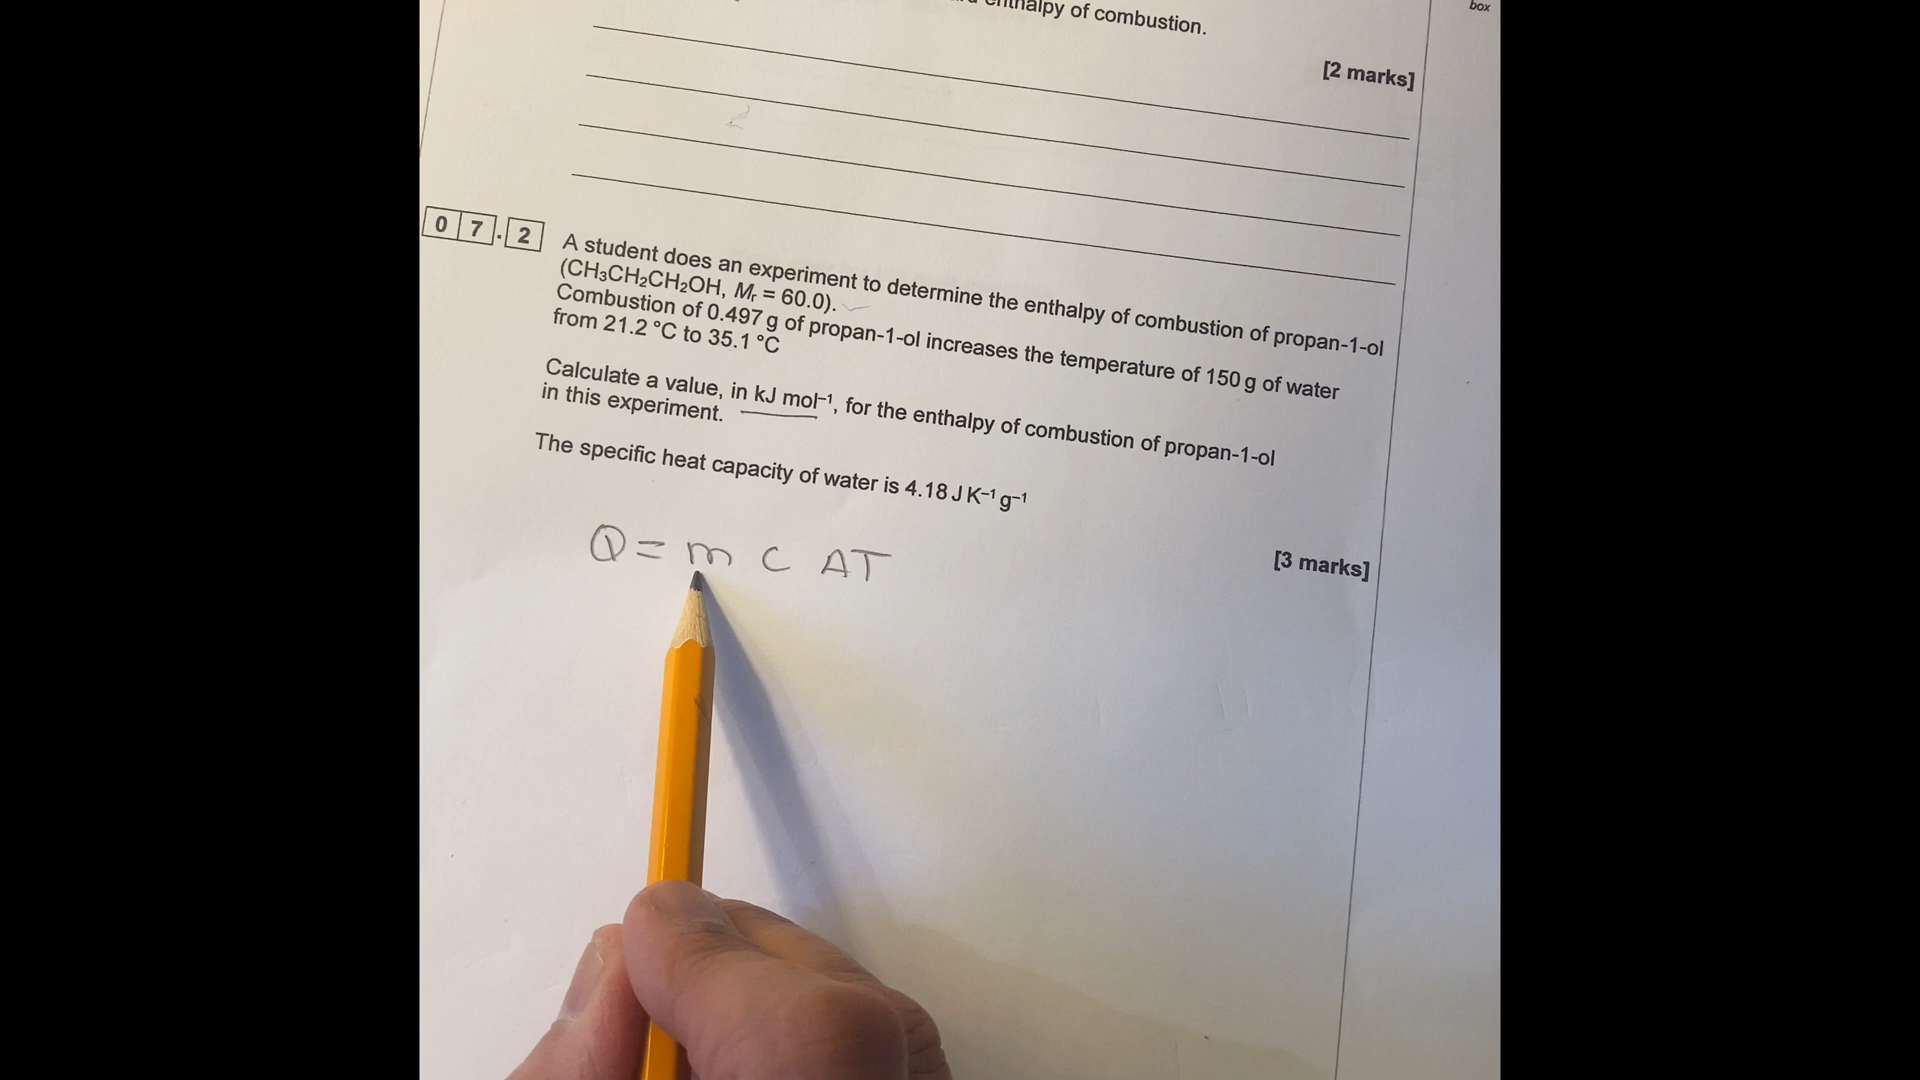 enthalpy of combustion.
box
[2 marks]
0 7 . 2
A student does an experiment to determine the enthalpy of combustion of propan-1-ol
(CH₃CH₂CH₂OH, Mᵣ = 60.0).
Combustion of 0.497 g of propan-1-ol increases the temperature of 150 g of water
from 21.2 °C to 35.1 °C
Calculate a value, in kJ mol⁻¹, for the enthalpy of combustion of propan-1-ol
in this experiment.
The specific heat capacity of water is 4.18 J K⁻¹ g⁻¹
[3 marks]
Q = m c ΔT